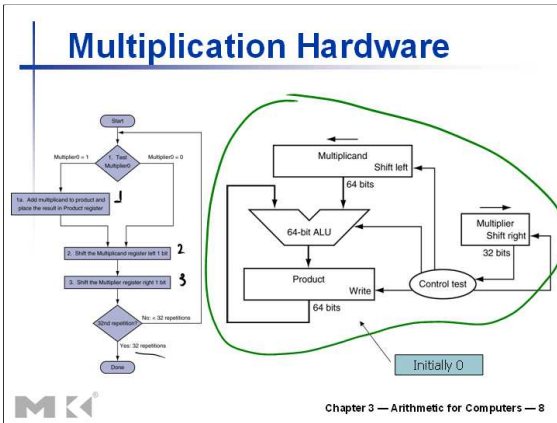 Multiplication Hardware
Start
Multiplier0 = 1
1. Test
Multiplier0
Multiplier0 = 0
1a. Add multiplicand to product and
place the result in Product register
1
2. Shift the Multiplicand register left 1 bit
2
3. Shift the Multiplier register right 1 bit
3
32nd repetition?
No: < 32 repetitions
Yes: 32 repetitions
Done
Multiplicand
Shift left
64 bits
64-bit ALU
Multiplier
Shift right
32 bits
Product
Write
Control test
64 bits
Initially 0
MK®
Chapter 3 — Arithmetic for Computers — 8